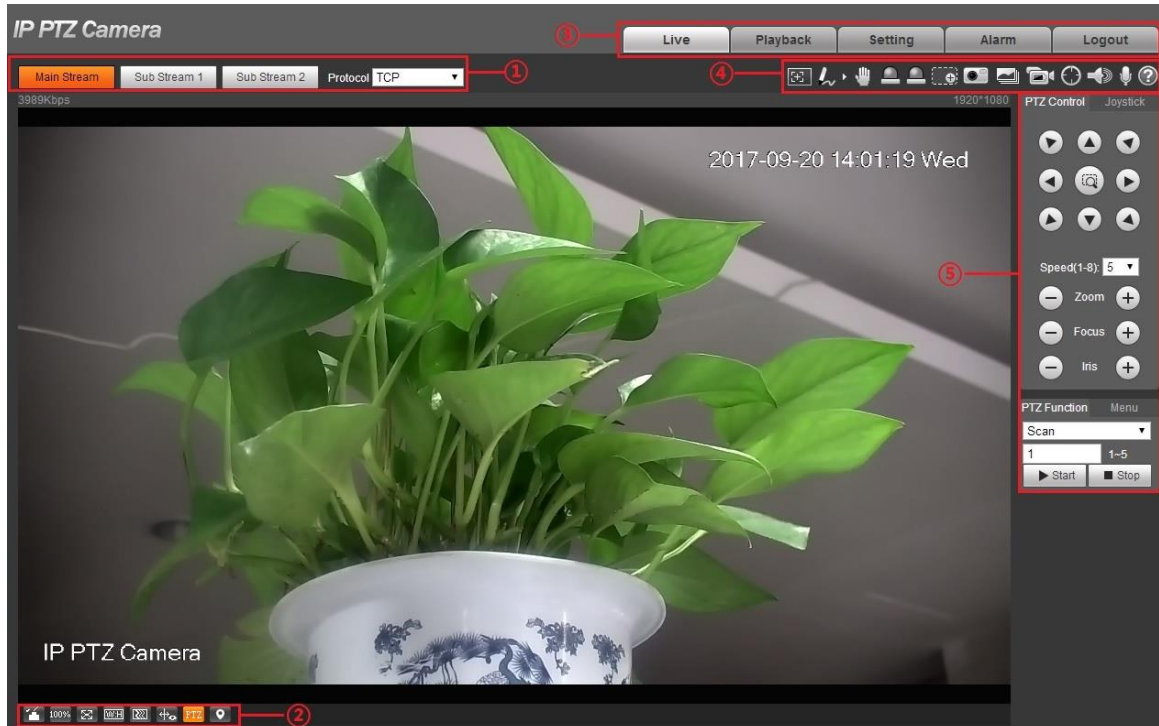 IP PTZ Camera
③
Live Playback Setting Alarm Logout
Main Stream Sub Stream 1 Sub Stream 2 Protocol TCP
①
④
3989Kbps 1920*1080
PTZ Control Joystick
2017-09-20 14:01:19 Wed
⑤
Speed(1-8): 5
Zoom
Focus
Iris
PTZ Function Menu
Scan
1 1~5
Start Stop
IP PTZ Camera
100% W:H PTZ
②